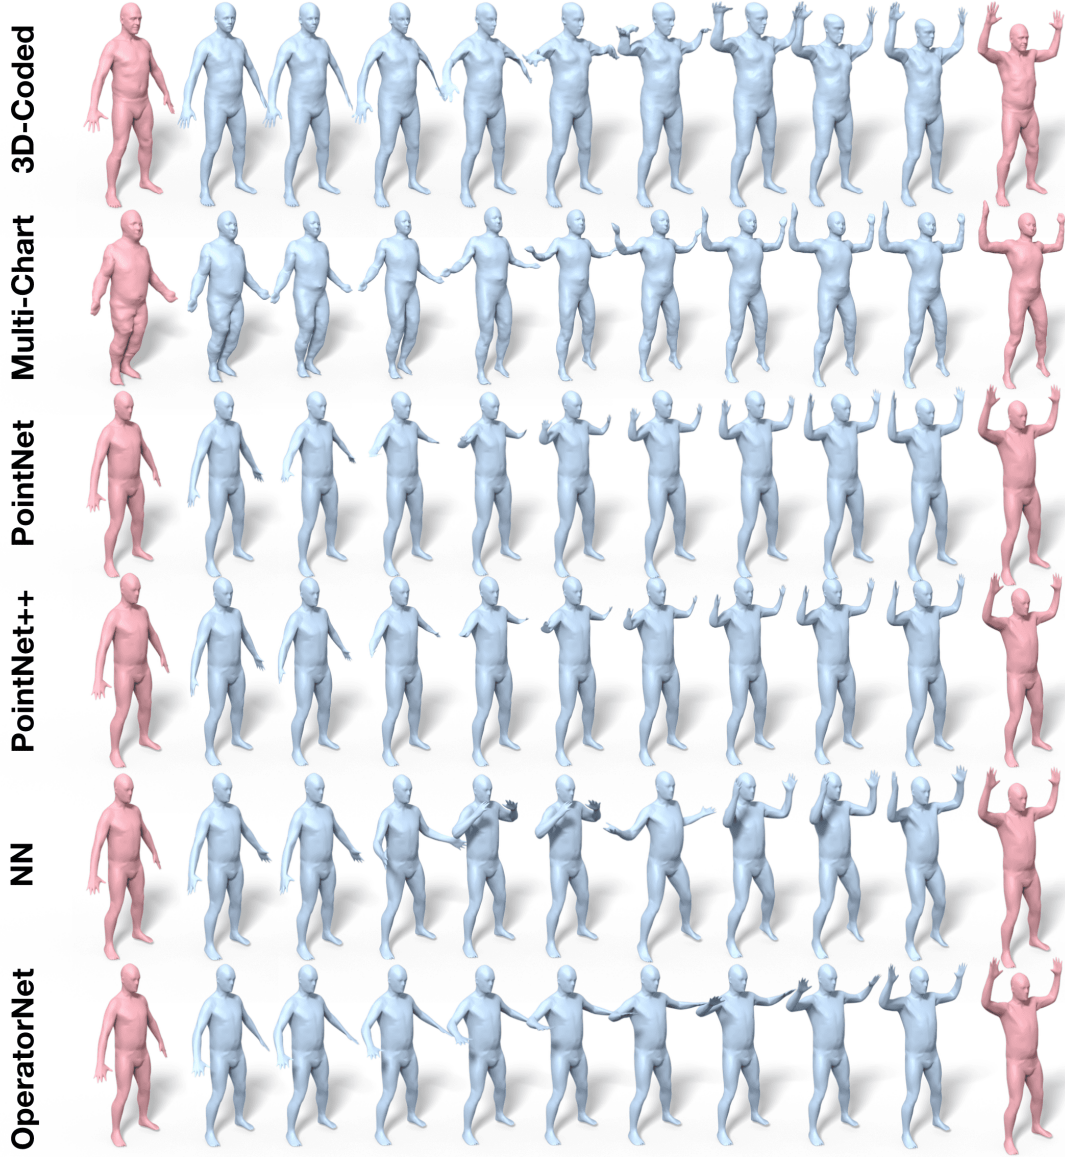 3D-Coded
Multi-Chart
PointNet
PointNet++
NN
OperatorNet